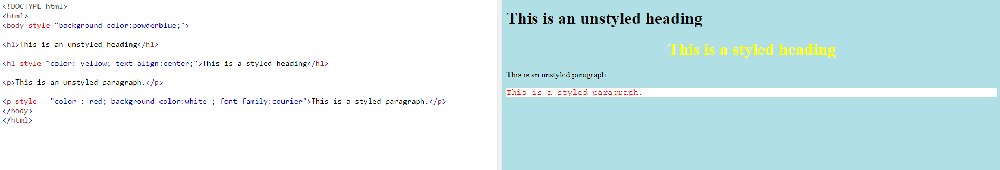 <!DOCTYPE html>
<html>
<body style="background-color:powderblue;">
<h1>This is an unstyled heading</h1>
<h1 style="color: yellow; text-align:center;">This is a styled heading</h1>
<p>This is an unstyled paragraph.</p>
<p style = "color : red; background-color:white ; font-family:courier">This is a styled paragraph.</p>
</body>
</html>
This is an unstyled heading
This is a styled heading
This is an unstyled paragraph.
This is a styled paragraph.